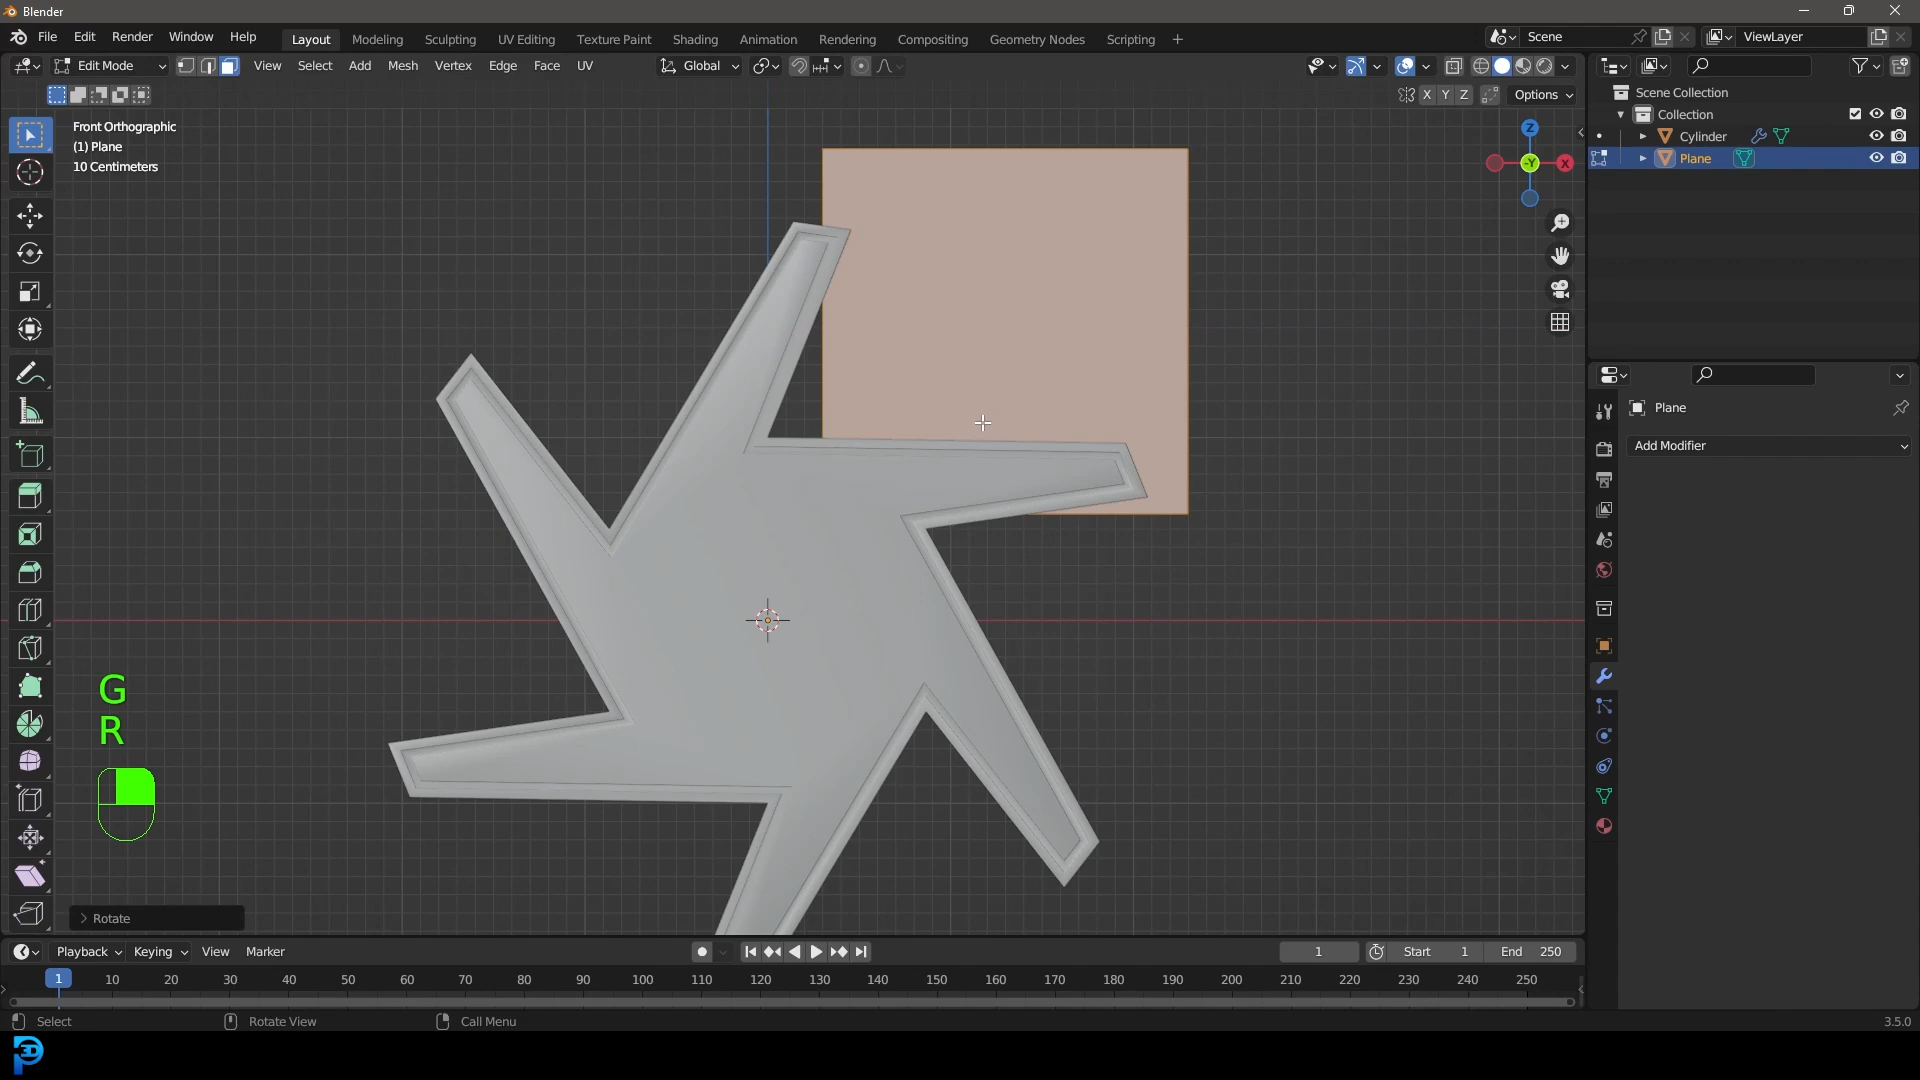 Blender
File Edit Render Window Help Layout Modeling Sculpting UV Editing Texture Paint Shading Animation Rendering Compositing Geometry Nodes Scripting + Scene ViewLayer
Edit Mode View Select Add Mesh Vertex Edge Face UV Global
X Y Z Options
Front Orthographic
(1) Plane
10 Centimeters
Z
-Y
X
Scene Collection
Collection
Cylinder
Plane
Plane
Add Modifier
G
R
Rotate
Playback Keying View Marker 1 Start 1 End 250
1 10 20 30 40 50 60 70 80 90 100 110 120 130 140 150 160 170 180 190 200 210 220 230 240 250
Select Rotate View Call Menu 3.5.0
3D